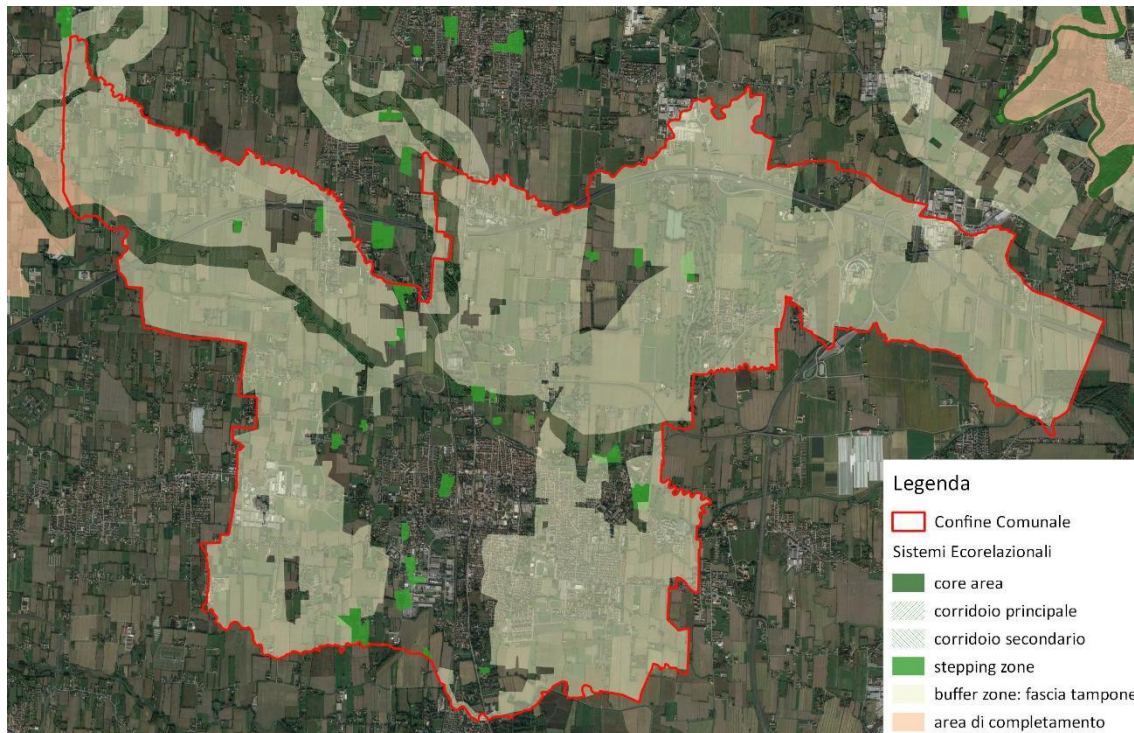 Legenda
Confine Comunale
Sistemi Ecorelazionali
core area
corridoio principale
corridoio secondario
stepping zone
buffer zone: fascia tampone
area di completamento